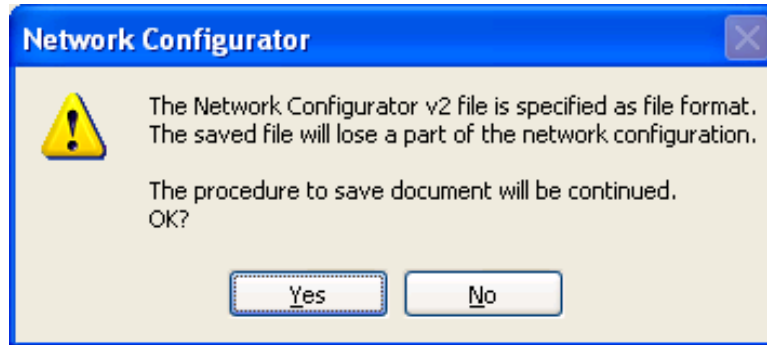 Network Configurator
The Network Configurator v2 file is specified as file format.
The saved file will lose a part of the network configuration.
The procedure to save document will be continued.
OK?
Yes
No